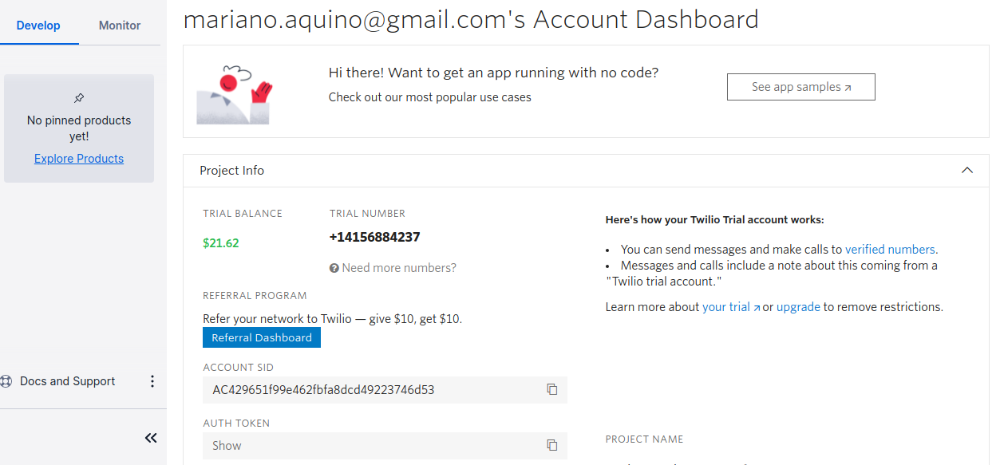 mariano.aquino@gmail.com's Account Dashboard
Develop
Monitor
Hi there! Want to get an app running with no code?
Check out our most popular use cases
See app samples ↗
No pinned products
yet!
Explore Products
Project Info
TRIAL BALANCE
$21.62
TRIAL NUMBER
+14156884237
Need more numbers?
REFERRAL PROGRAM
Refer your network to Twilio — give $10, get $10.
Referral Dashboard
ACCOUNT SID
AC429651f99e462fbfa8dcd49223746d53
AUTH TOKEN
Show
Here's how your Twilio Trial account works:
• You can send messages and make calls to verified numbers.
• Messages and calls include a note about this coming from a
"Twilio trial account."
Learn more about your trial ↗ or upgrade to remove restrictions.
PROJECT NAME
Docs and Support